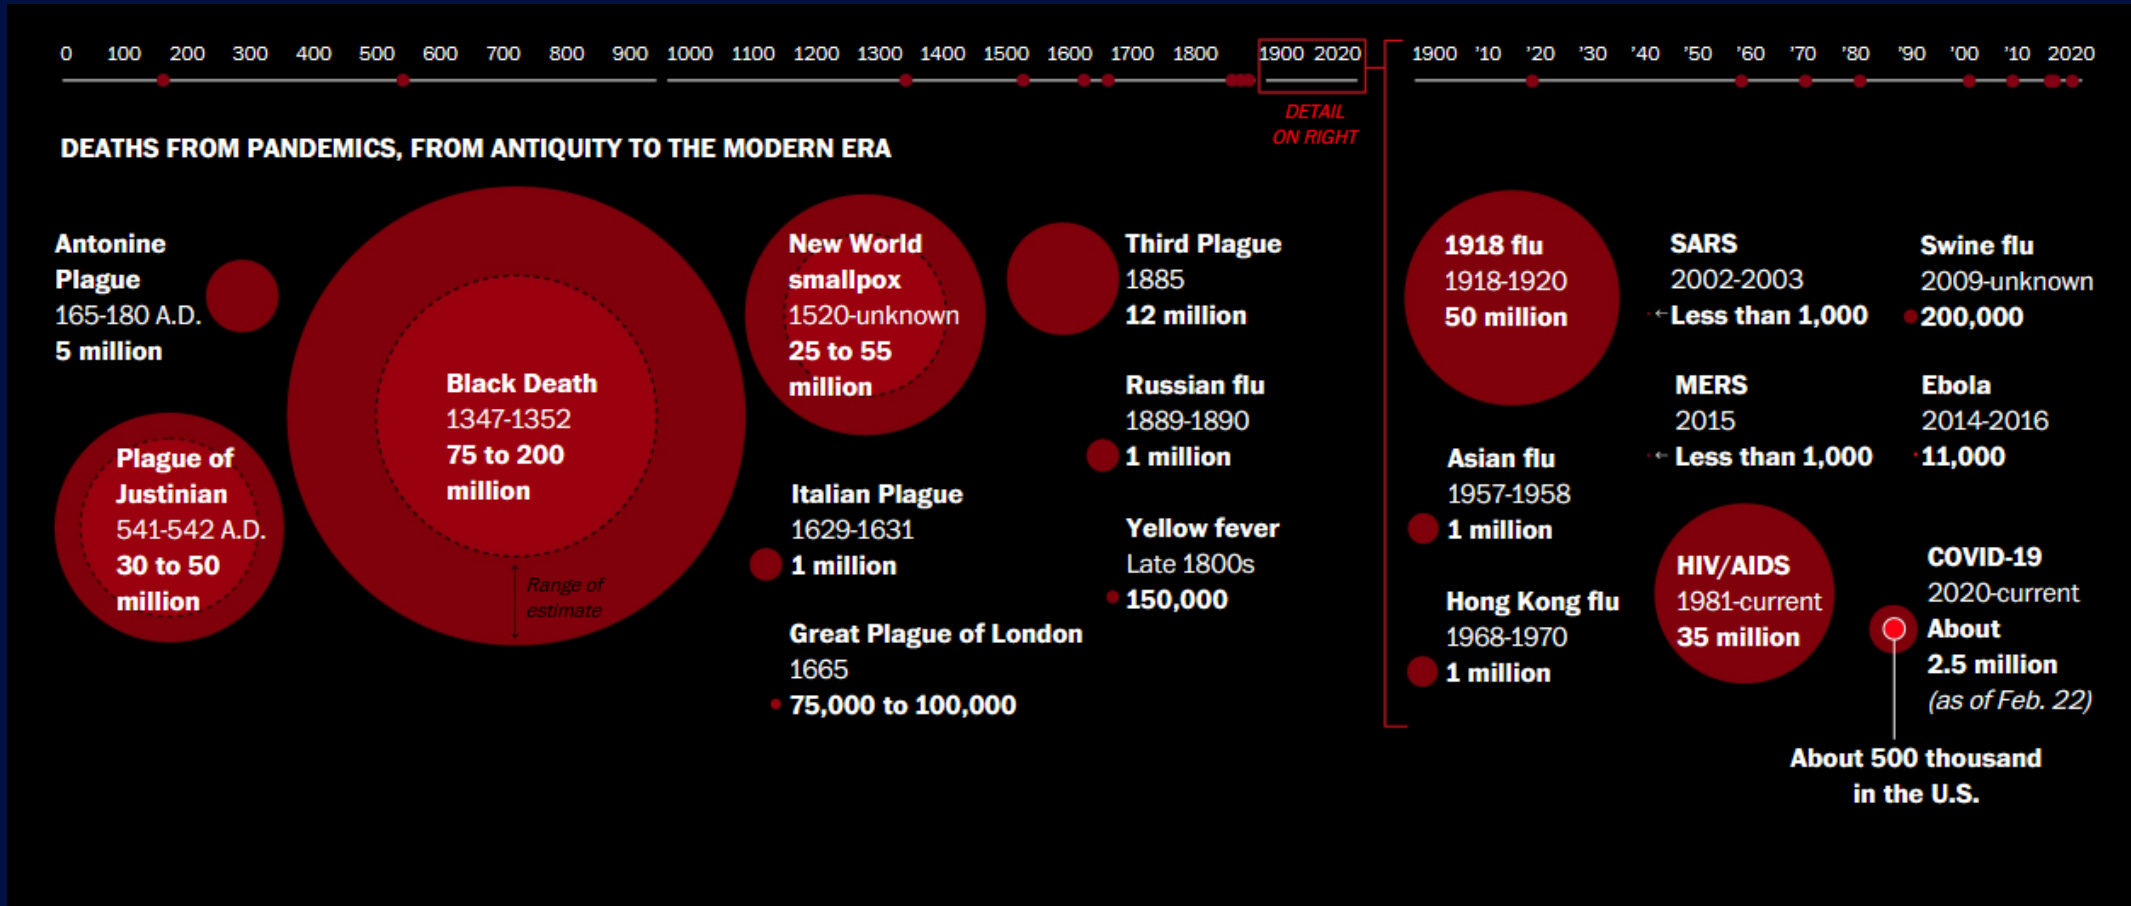 0 100 200 300 400 500 600 700 800 900 1000 1100 1200 1300 1400 1500 1600 1700 1800 1900 2020
1900 '10 '20 '30 '40 '50 '60 '70 '80 '90 '00 '10 2020
DETAIL
ON RIGHT
DEATHS FROM PANDEMICS, FROM ANTIQUITY TO THE MODERN ERA
Antonine
Plague
165-180 A.D.
5 million
Plague of
Justinian
541-542 A.D.
30 to 50
million
Black Death
1347-1352
75 to 200
million
Range of
estimate
New World
smallpox
1520-unknown
25 to 55
million
Italian Plague
1629-1631
1 million
Great Plague of London
1665
75,000 to 100,000
Third Plague
1885
12 million
Russian flu
1889-1890
1 million
Yellow fever
Late 1800s
150,000
1918 flu
1918-1920
50 million
Asian flu
1957-1958
1 million
Hong Kong flu
1968-1970
1 million
SARS
2002-2003
←Less than 1,000
MERS
2015
←Less than 1,000
HIV/AIDS
1981-current
35 million
Swine flu
2009-unknown
200,000
Ebola
2014-2016
11,000
COVID-19
2020-current
About
2.5 million
(as of Feb. 22)
About 500 thousand
in the U.S.